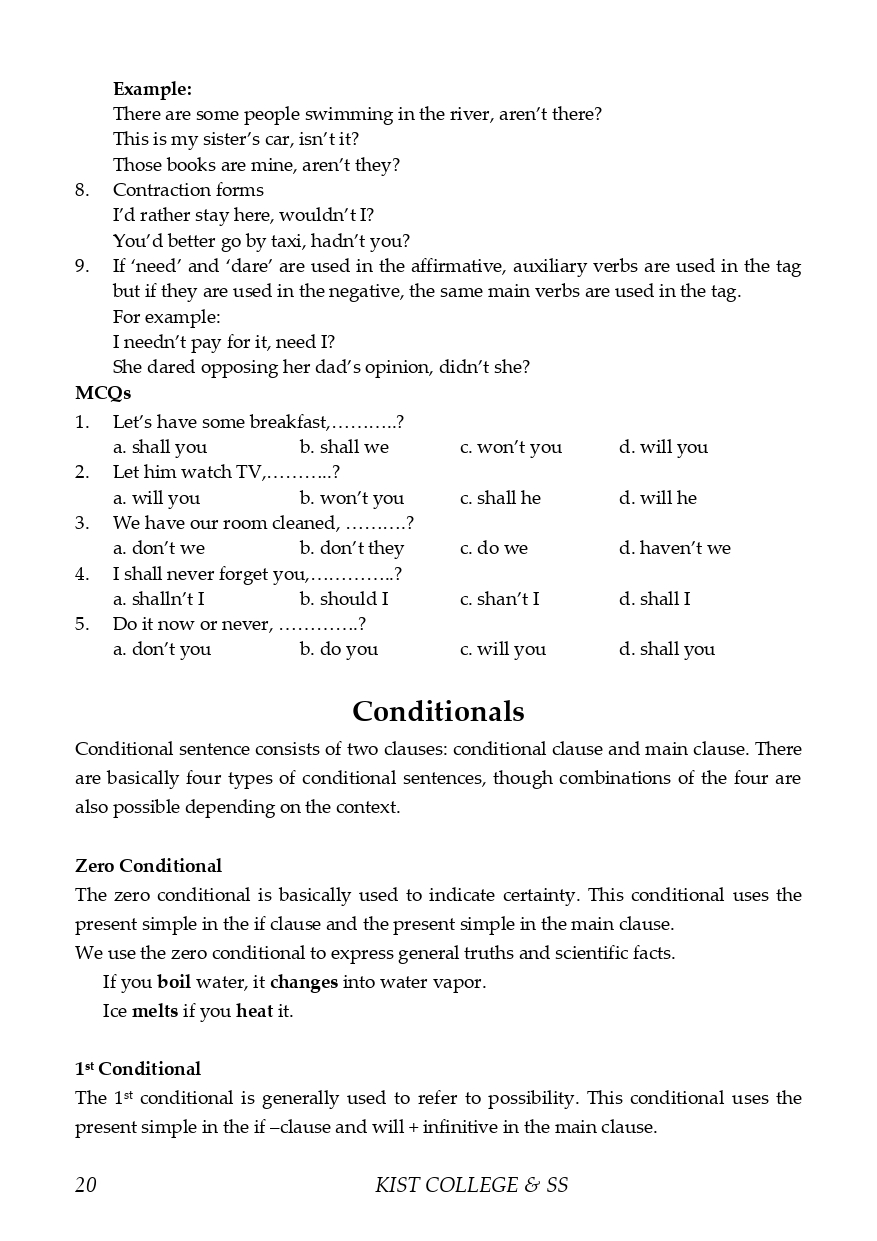 Example:
There are some people swimming in the river, aren’t there?
This is my sister’s car, isn’t it?
Those books are mine, aren’t they?
8. Contraction forms
I’d rather stay here, wouldn’t I?
You’d better go by taxi, hadn’t you?
9. If ‘need’ and ‘dare’ are used in the affirmative, auxiliary verbs are used in the tag
but if they are used in the negative, the same main verbs are used in the tag.
For example:
I needn’t pay for it, need I?
She dared opposing her dad’s opinion, didn’t she?
MCQs
1. Let’s have some breakfast,………..?
a. shall you b. shall we c. won’t you d. will you
2. Let him watch TV,………..?
a. will you b. won’t you c. shall he d. will he
3. We have our room cleaned, ……….?
a. don’t we b. don’t they c. do we d. haven’t we
4. I shall never forget you,…………..?
a. shalln’t I b. should I c. shan’t I d. shall I
5. Do it now or never, ………….?
a. don’t you b. do you c. will you d. shall you
Conditionals
Conditional sentence consists of two clauses: conditional clause and main clause. There
are basically four types of conditional sentences, though combinations of the four are
also possible depending on the context.
Zero Conditional
The zero conditional is basically used to indicate certainty. This conditional uses the
present simple in the if clause and the present simple in the main clause.
We use the zero conditional to express general truths and scientific facts.
If you boil water, it changes into water vapor.
Ice melts if you heat it.
1st Conditional
The 1st conditional is generally used to refer to possibility. This conditional uses the
present simple in the if –clause and will + infinitive in the main clause.
20 KIST COLLEGE & SS